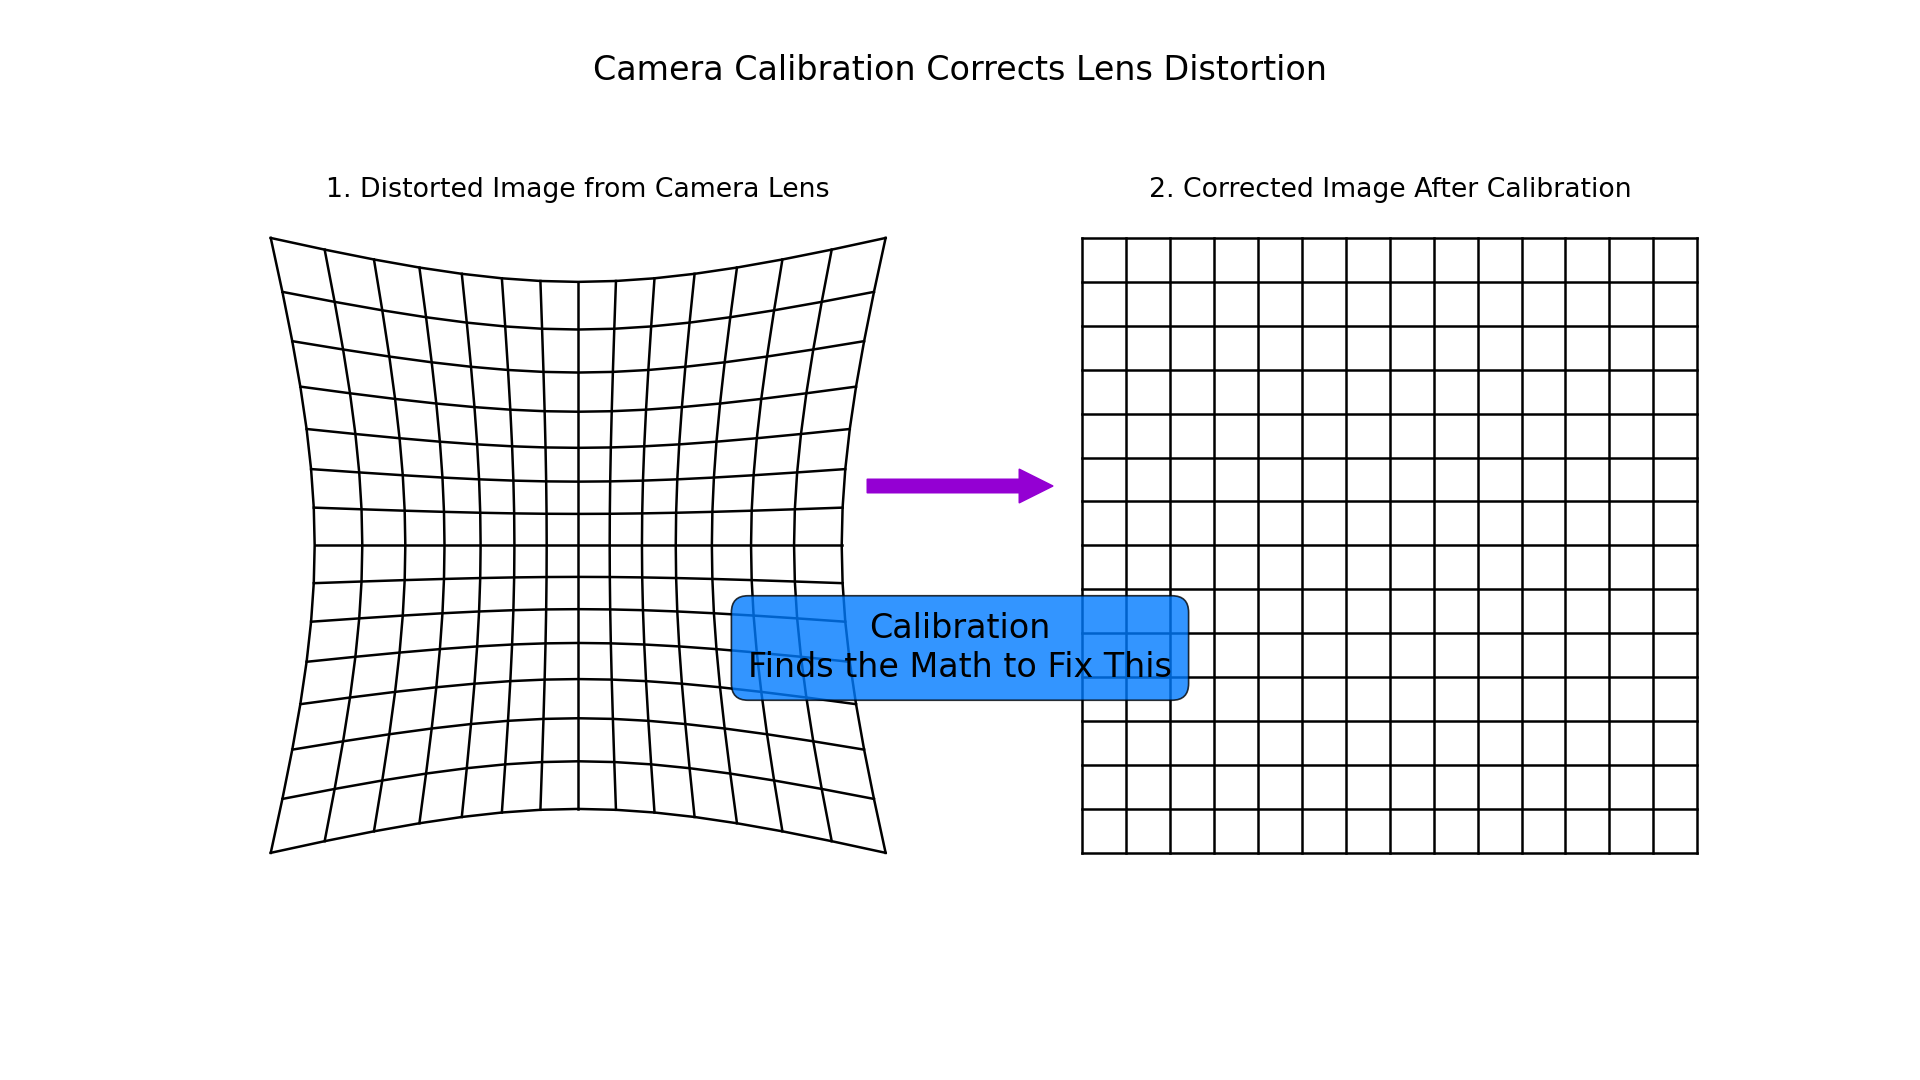 Camera Calibration Corrects Lens Distortion
1. Distorted Image from Camera Lens
2. Corrected Image After Calibration
Calibration
Finds the Math to Fix This